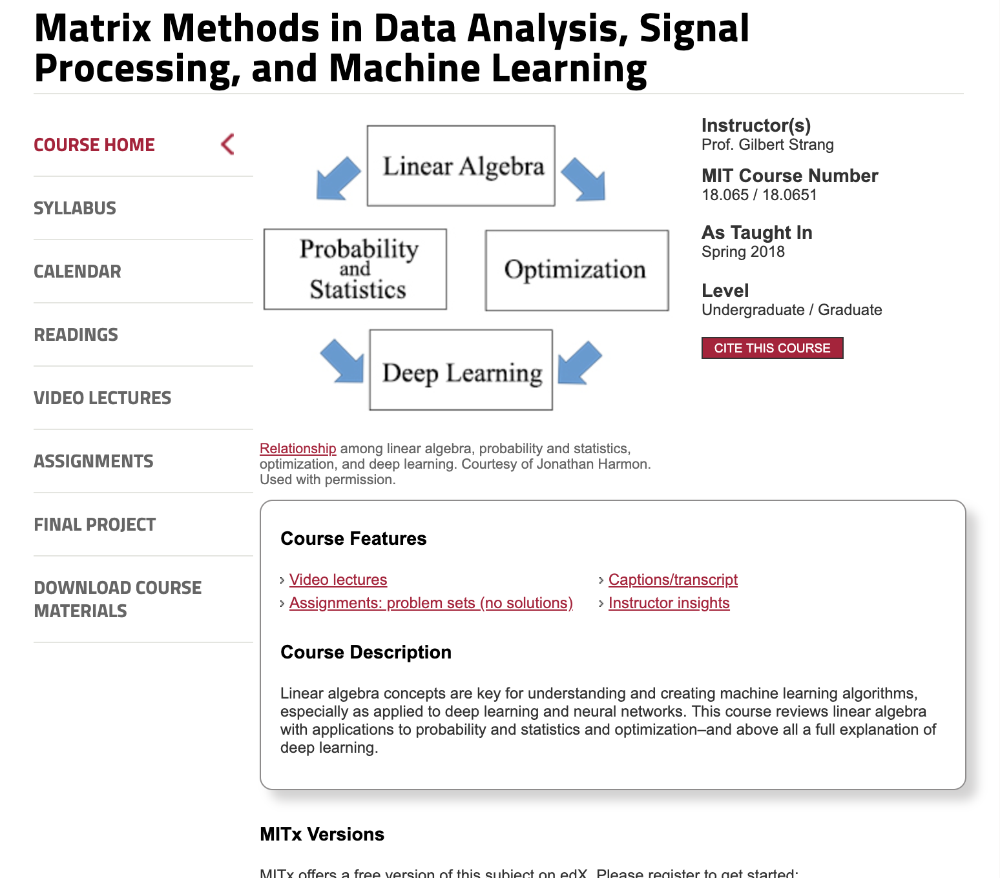 Matrix Methods in Data Analysis, Signal
Processing, and Machine Learning
COURSE HOME
SYLLABUS
CALENDAR
READINGS
VIDEO LECTURES
ASSIGNMENTS
FINAL PROJECT
DOWNLOAD COURSE
MATERIALS
Linear Algebra
Probability
and
Statistics
Optimization
Deep Learning
Relationship among linear algebra, probability and statistics,
optimization, and deep learning. Courtesy of Jonathan Harmon.
Used with permission.
Instructor(s)
Prof. Gilbert Strang
MIT Course Number
18.065 / 18.0651
As Taught In
Spring 2018
Level
Undergraduate / Graduate
CITE THIS COURSE
Course Features
Video lectures
Assignments: problem sets (no solutions)
Captions/transcript
Instructor insights
Course Description
Linear algebra concepts are key for understanding and creating machine learning algorithms,
especially as applied to deep learning and neural networks. This course reviews linear algebra
with applications to probability and statistics and optimization–and above all a full explanation of
deep learning.
MITx Versions
MITx offers a free version of this subject on edX. Please register to get started: